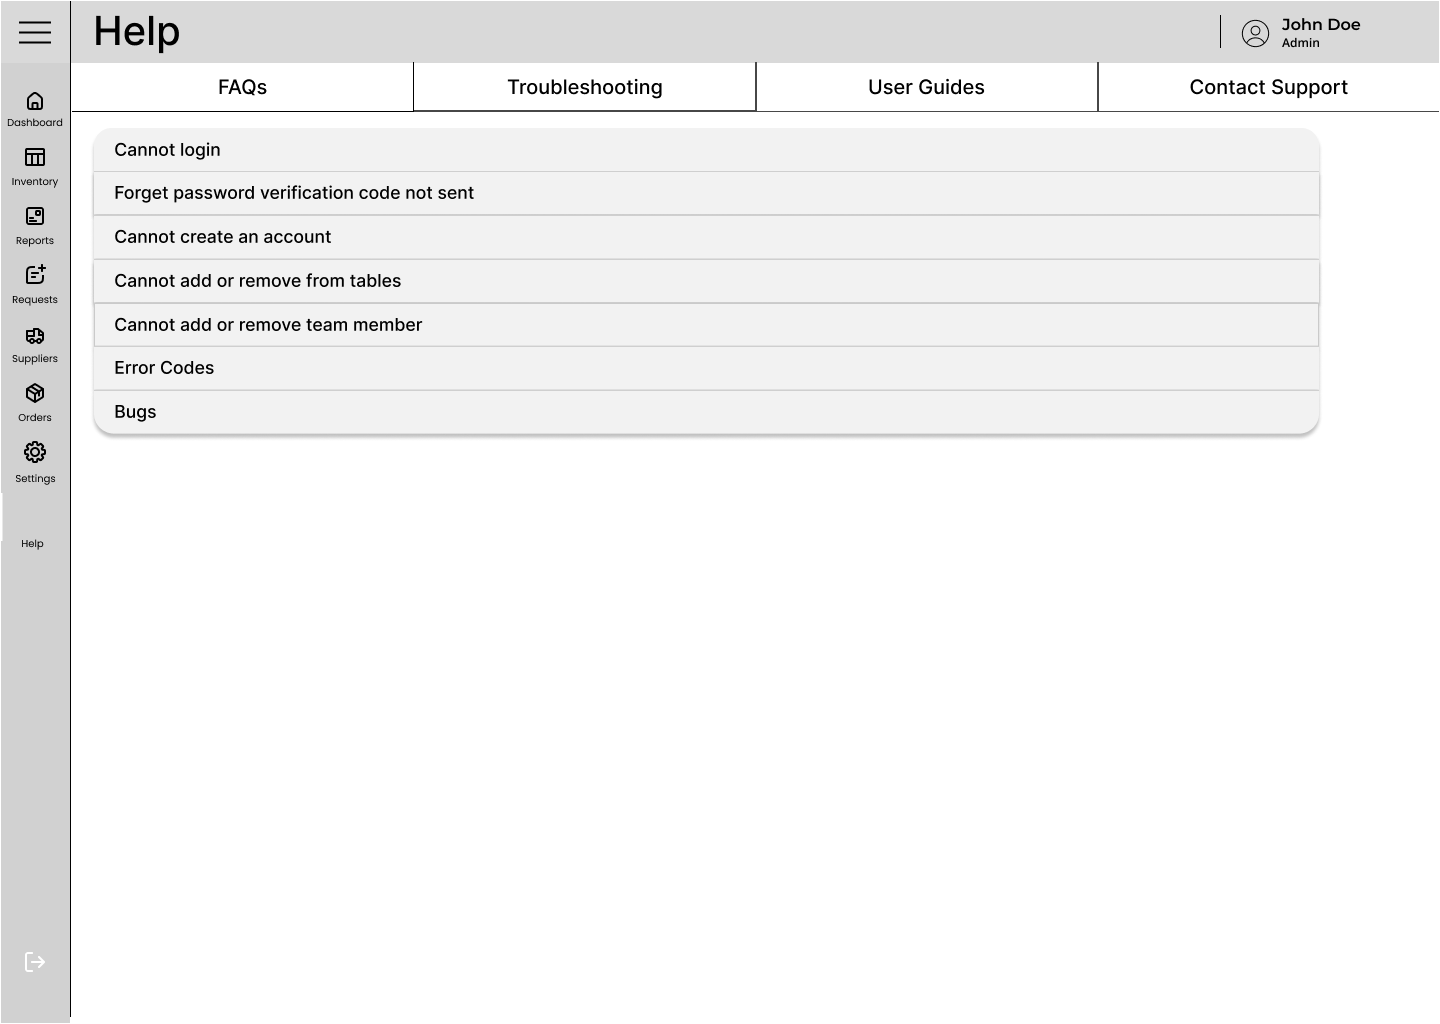 Help
John Doe
Admin
FAQs
Troubleshooting
User Guides
Contact Support
Dashboard
Inventory
Reports
Requests
Suppliers
Orders
Settings
Help
Cannot login
Forget password verification code not sent
Cannot create an account
Cannot add or remove from tables
Cannot add or remove team member
Error Codes
Bugs